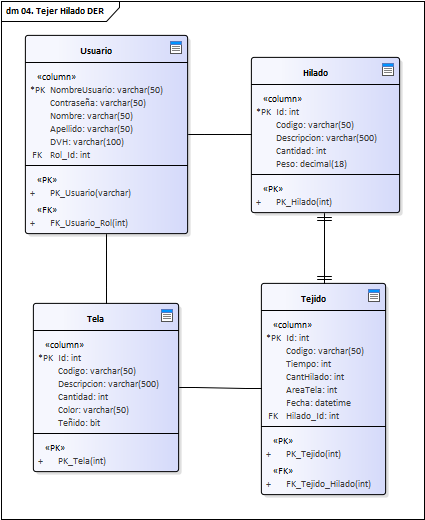 dm 04. Tejer Hilado DER
Usuario
«column»
*PK NombreUsuario: varchar(50)
Contraseña: varchar(50)
Nombre: varchar(50)
Apellido: varchar(50)
DVH: varchar(100)
FK Rol_Id: int
«PK»
+ PK_Usuario(varchar)
«FK»
+ FK_Usuario_Rol(int)
Hilado
«column»
*PK Id: int
Codigo: varchar(50)
Descripcion: varchar(500)
Cantidad: int
Peso: decimal(18)
«PK»
+ PK_Hilado(int)
Tela
«column»
*PK Id: int
Codigo: varchar(50)
Descripcion: varchar(500)
Cantidad: int
Color: varchar(50)
Teñido: bit
«PK»
+ PK_Tela(int)
Tejido
«column»
*PK Id: int
Codigo: varchar(50)
Tiempo: int
CantHilado: int
AreaTela: int
Fecha: datetime
FK Hilado_Id: int
«PK»
+ PK_Tejido(int)
«FK»
+ FK_Tejido_Hilado(int)